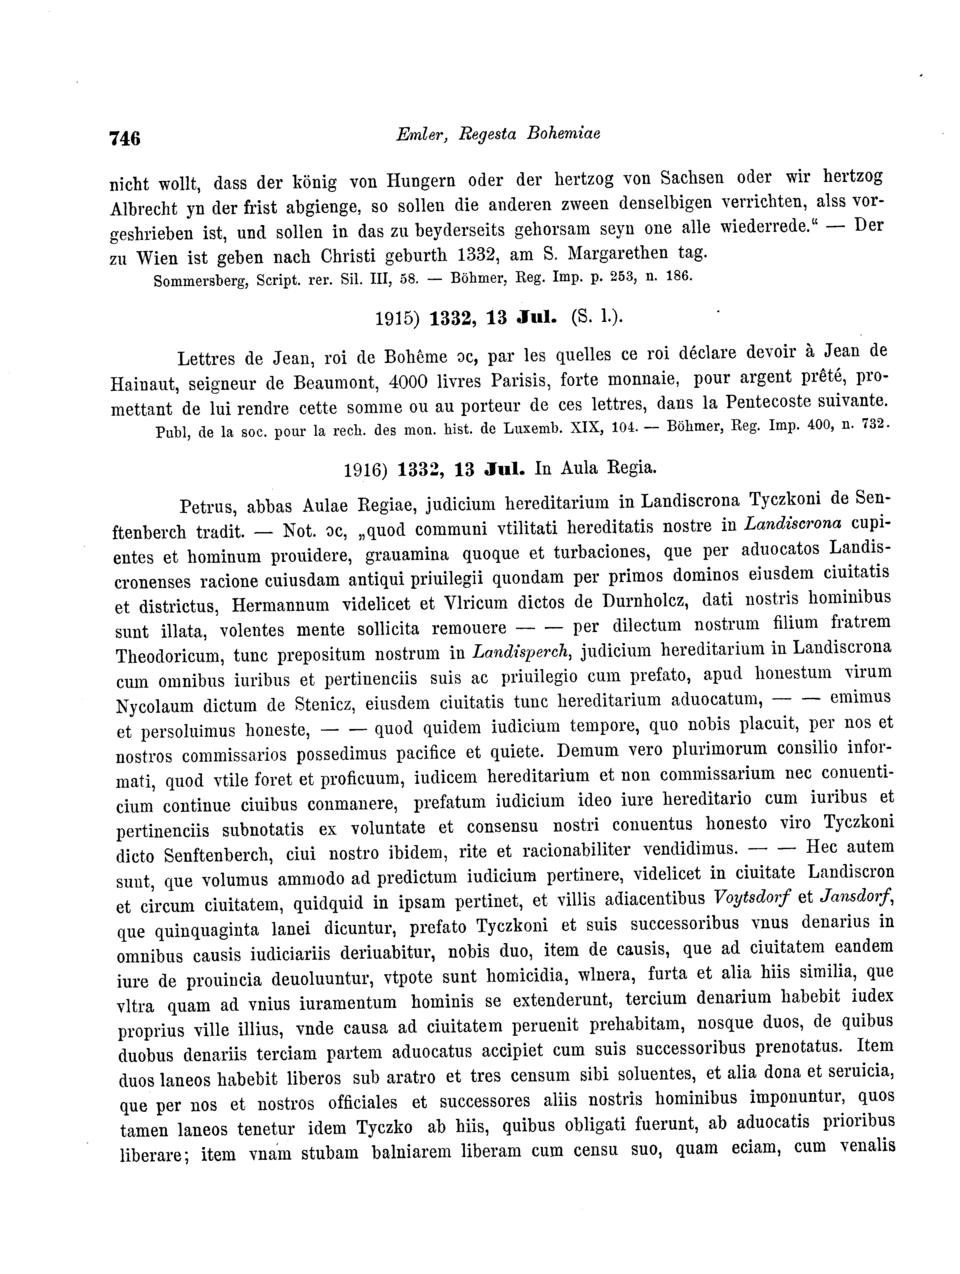 746 Emler, Regesta Bohemiae
nicht wollt, dass der könig von Hungern oder der hertzog von Sachsen oder wir hertzog
Albrecht yn der frist abgienge, so sollen die anderen zween denselbigen verrichten, alss vor-
geshrieben ist, und sollen in das zu beyderseits gehorsam seyn one alle wiederrede.“ — Der
zu Wien ist geben nach Christi geburth 1332, am S. Margarethen tag.
Sommersberg, Script. rer. Sil. III, 58. — Böhmer, Reg. Imp. p. 253, n. 186.
1915) 1332, 13 Jul. (S. l.).
Lettres de Jean, roi de Bohême ɔc, par les quelles ce roi déclare devoir à Jean de
Hainaut, seigneur de Beaumont, 4000 livres Parisis, forte monnaie, pour argent prêté, pro-
mettant de lui rendre cette somme ou au porteur de ces lettres, dans la Pentecoste suivante.
Publ, de la soc. pour la rech. des mon. hist. de Luxemb. XIX, 104. — Böhmer, Reg. Imp. 400, n. 732.
1916) 1332, 13 Jul. In Aula Regia.
Petrus, abbas Aulae Regiae, judicium hereditarium in Landiscrona Tyczkoni de Sen-
ftenberch tradit. — Not. ɔc, „quod communi vtilitati hereditatis nostre in Landiscrona cupi-
entes et hominum prouidere, grauamina quoque et turbaciones, que per aduocatos Landis-
cronenses racione cuiusdam antiqui priuilegii quondam per primos dominos eiusdem ciuitatis
et districtus, Hermannum videlicet et Vlricum dictos de Durnholcz, dati nostris hominibus
sunt illata, volentes mente sollicita remouere — — per dilectum nostrum filium fratrem
Theodoricum, tunc prepositum nostrum in Landisperch, judicium hereditarium in Landiscrona
cum omnibus iuribus et pertinenciis suis ac priuilegio cum prefato, apud honestum virum
Nycolaum dictum de Stenicz, eiusdem ciuitatis tunc hereditarium aduocatum, — — emimus
et persoluimus honeste, — — quod quidem iudicium tempore, quo nobis placuit, per nos et
nostros commissarios possedimus pacifice et quiete. Demum vero plurimorum consilio infor-
mati, quod vtile foret et proficuum, iudicem hereditarium et non commissarium nec conuenti-
cium continue ciuibus conmanere, prefatum iudicium ideo iure hereditario cum iuribus et
pertinenciis subnotatis ex voluntate et consensu nostri conuentus honesto viro Tyczkoni
dicto Senftenberch, ciui nostro ibidem, rite et racionabiliter vendidimus. — — Hec autem
sunt, que volumus ammodo ad predictum iudicium pertinere, videlicet in ciuitate Landiscron
et circum ciuitatem, quidquid in ipsam pertinet, et villis adiacentibus Voytsdorf et Jansdorf,
que quinquaginta lanei dicuntur, prefato Tyczkoni et suis successoribus vnus denarius in
omnibus causis iudiciariis deriuabitur, nobis duo, item de causis, que ad ciuitatem eandem
iure de prouincia deuoluuntur, vtpote sunt homicidia, wlnera, furta et alia hiis similia, que
vltra quam ad vnius iuramentum hominis se extenderunt, tercium denarium habebit iudex
proprius ville illius, vnde causa ad ciuitatem peruenit prehabitam, nosque duos, de quibus
duobus denariis terciam partem aduocatus accipiet cum suis successoribus prenotatus. Item
duos laneos habebit liberos sub aratro et tres censum sibi soluentes, et alia dona et seruicia,
que per nos et nostros officiales et successores aliis nostris hominibus imponuntur, quos
tamen laneos tenetur idem Tyczko ab hiis, quibus obligati fuerunt, ab aduocatis prioribus
liberare; item vnam stubam balniarem liberam cum censu suo, quam eciam, cum venalis